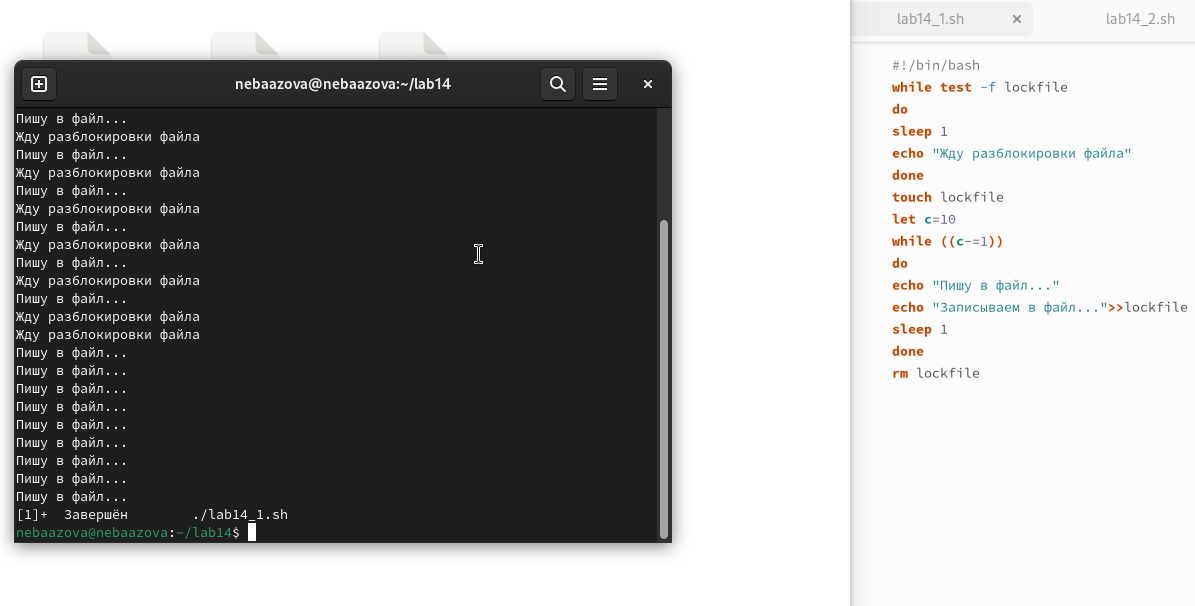 nebaazova@nebaazova:~/lab14
Пишу в файл...
Жду разблокировки файла
Пишу в файл...
Жду разблокировки файла
Пишу в файл...
Жду разблокировки файла
Пишу в файл...
Жду разблокировки файла
Пишу в файл...
Жду разблокировки файла
Пишу в файл...
Жду разблокировки файла
Жду разблокировки файла
Пишу в файл...
Пишу в файл...
Пишу в файл...
Пишу в файл...
Пишу в файл...
Пишу в файл...
Пишу в файл...
Пишу в файл...
Пишу в файл...
[1]+  Завершён        ./lab14_1.sh
nebaazova@nebaazova:~/lab14$
lab14_1.sh
lab14_2.sh
#!/bin/bash
while test -f lockfile
do
sleep 1
echo "Жду разблокировки файла"
done
touch lockfile
let c=10
while ((c-=1))
do
echo "Пишу в файл..."
echo "Записываем в файл...">>lockfile
sleep 1
done
rm lockfile